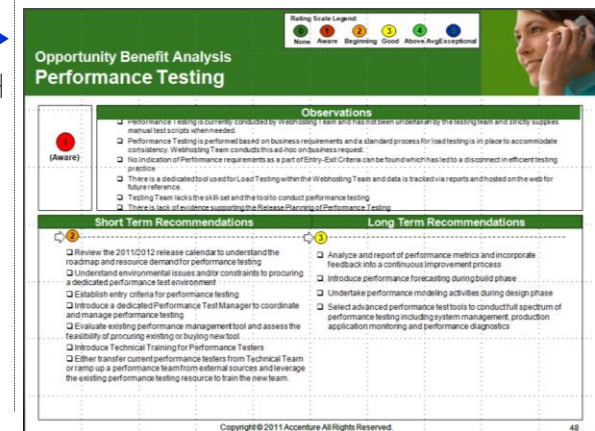 Rating Scale Legend:
0 1 2 3 4 5
None Aware Beginning Good Above Avg Exceptional
Opportunity Benefit Analysis
Performance Testing
Observations
1
(Aware)
❑ Performance Testing is currently conducted by Webhosting Team and has not been undertaken by the testing team and strictly supplies
manual test scripts when needed.
❑ Performance Testing is performed based on business requirements and a standard process for load testing is in place to accommodate
consistency. Webhosting Team conducts this ad-hoc on business request.
❑ No indication of Performance requirements as a part of Entry-Exit Criteria can be found which has led to a disconnect in efficient testing
practice
❑ There is a dedicated tool used for Load Testing within the Webhosting Team and data is tracked via reports and hosted on the web for
future reference.
❑ Testing Team lacks the skill-set and the tool to conduct performance testing
❑ There is lack of evidence supporting the Release Planning of Performance Testing
Short Term Recommendations
2
❑ Review the 2011/2012 release calendar to understand the
roadmap and resource demand for performance testing
❑ Understand environmental issues and/or constraints to procuring
a dedicated performance test environment
❑ Establish entry criteria for performance testing
❑ Introduce a dedicated Performance Test Manager to coordinate
and manage performance testing
❑ Evaluate existing performance management tool and assess the
feasibility of procuring existing or buying new tool
❑ Introduce Technical Training for Performance Testers
❑ Either transfer current performance testers from Technical Team
or ramp up a performance team from external sources and leverage
the existing performance testing resource to train the new team.
Long Term Recommendations
3
❑ Analyze and report of performance metrics and incorporate
feedback into a continuous improvement process
❑ Introduce performance forecasting during build phase
❑ Undertake performance modeling activities during design phase
❑ Select advanced performance test tools to conduct full spectrum of
performance testing including system management, production
application monitoring and performance diagnostics
Copyright © 2011 Accenture All Rights Reserved.
48